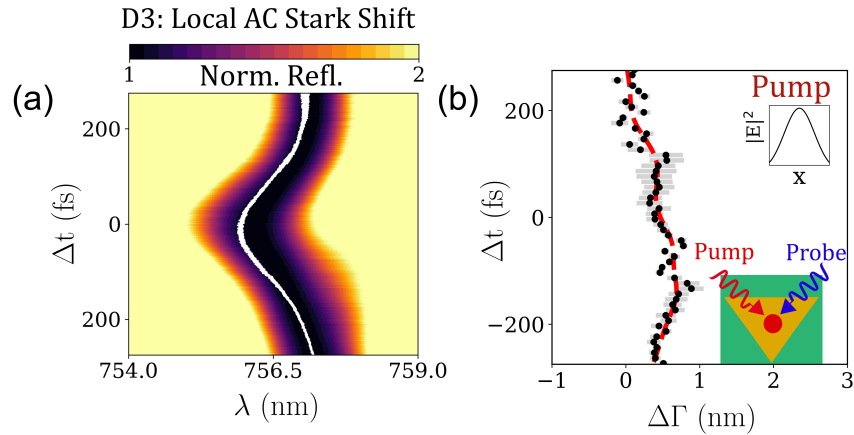 D3: Local AC Stark Shift
1 Norm. Refl. 2
(a)
200
0
200
Δt (fs)
754.0 756.5 759.0
λ (nm)
(b)
200
0
−200
Δt (fs)
−1 0 1 2 3
ΔΓ (nm)
Pump
|E|²
x
Pump Probe